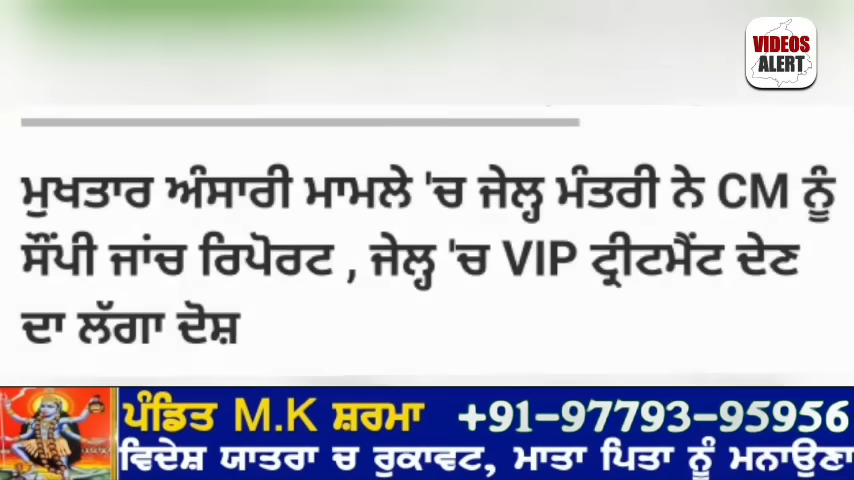 VIDEOS
ALERT
ਮੁਖਤਾਰ ਅੰਸਾਰੀ ਮਾਮਲੇ 'ਚ ਜੇਲ੍ਹ ਮੰਤਰੀ ਨੇ CM ਨੂੰ
ਸੌਂਪੀ ਜਾਂਚ ਰਿਪੋਰਟ , ਜੇਲ੍ਹ 'ਚ VIP ਟ੍ਰੀਟਮੈਂਟ ਦੇਣ
ਦਾ ਲੱਗਾ ਦੋਸ਼
ਪੰਡਿਤ M.K ਸ਼ਰਮਾ +91-97793-95956
ਵਿਦੇਸ਼ ਯਾਤਰਾ ਚ ਰੁਕਾਵਟ, ਮਾਤਾ ਪਿਤਾ ਨੂੰ ਮਨਾਉਣਾ